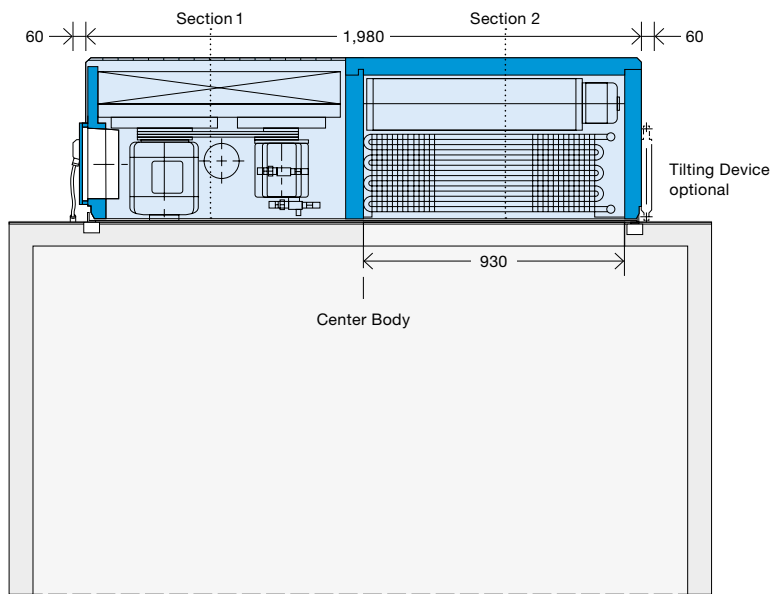 Section 1
Section 2
60
1,980
60
Tilting Device
optional
930
Center Body